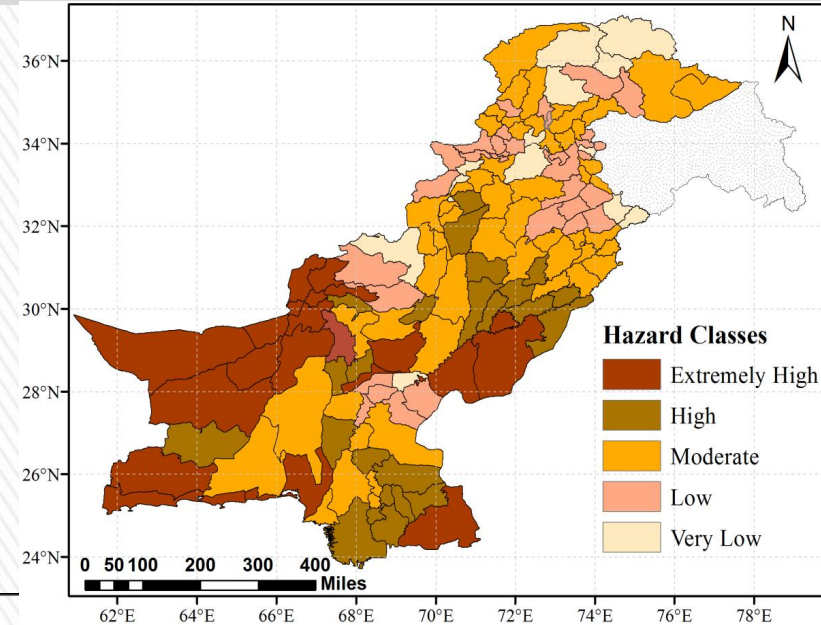 N
36°N
34°N
32°N
30°N
28°N
26°N
24°N
Hazard Classes
Extremely High
High
Moderate
Low
Very Low
0 50 100 200 300 400
Miles
62°E 64°E 66°E 68°E 70°E 72°E 74°E 76°E 78°E